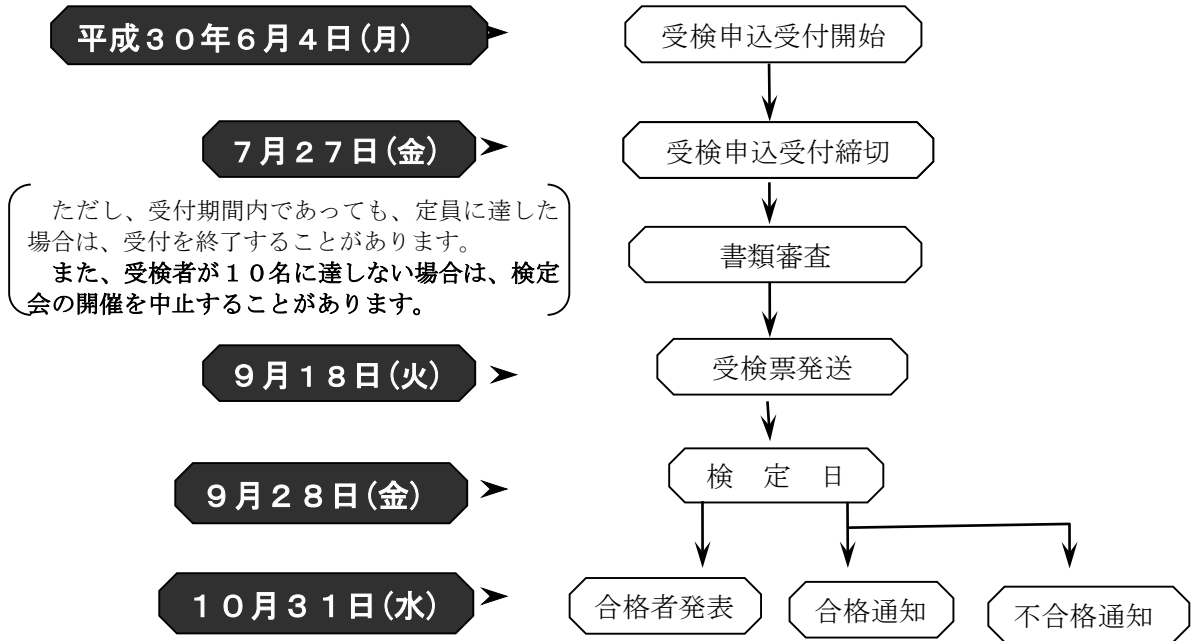 平成３０年６月４日(月)
受検申込受付開始
７月２７日(金)
受検申込受付締切
ただし、受付期間内であっても、定員に達した
場合は、受付を終了することがあります。
また、受検者が１０名に達しない場合は、検定
会の開催を中止することがあります。
書類審査
９月１８日(火)
受検票発送
９月２８日(金)
検　定　日
１０月３１日(水)
合格者発表
合格通知
不合格通知